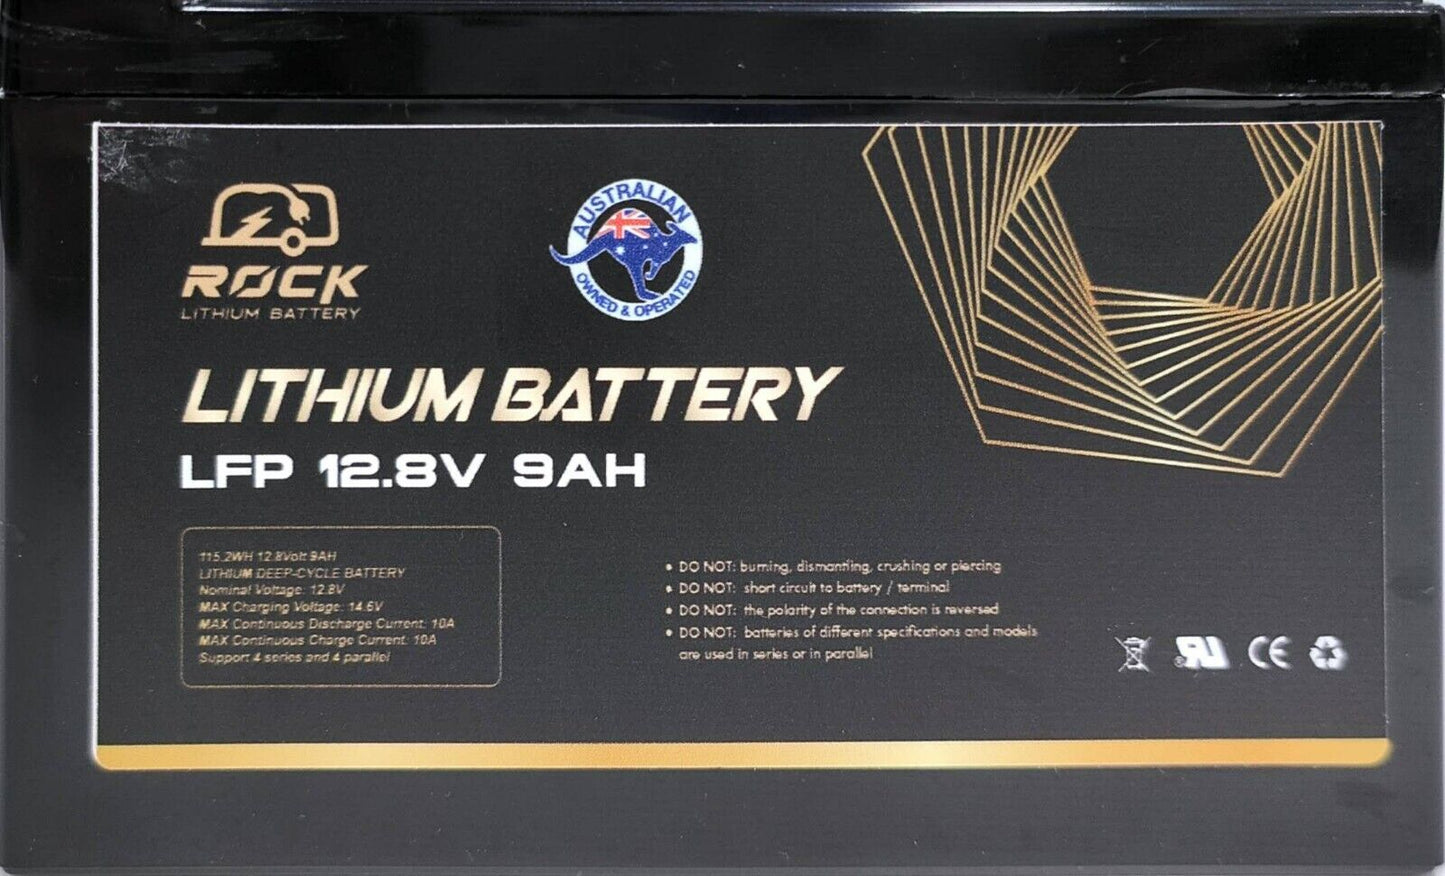 ROCK
LITHIUM BATTERY
AUSTRALIAN
OWNED & OPERATED
LITHIUM BATTERY
LFP 12.8V 9AH
115.2WH 12.8Volt 9AH
LITHIUM DEEP-CYCLE BATTERY
Nominal Voltage: 12.8V
MAX Charging Voltage: 14.6V
MAX Continuous Discharge Current: 10A
MAX Continuous Charge Current: 10A
Support 4 series and 4 parallel
• DO NOT: burning, dismantling, crushing or piercing
• DO NOT: short circuit to battery / terminal
• DO NOT: the polarity of the connection is reversed
• DO NOT: batteries of different specifications and models
are used in series or in parallel
CE